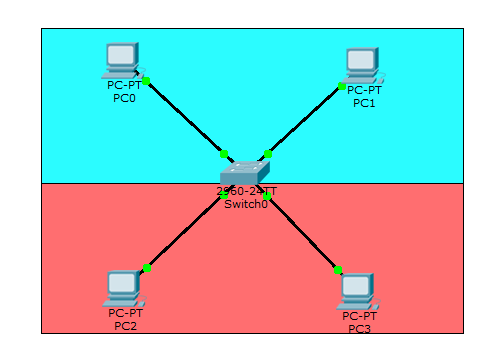 PC-PT
PC0
PC-PT
PC1
2960-24TT
Switch0
PC-PT
PC2
PC-PT
PC3